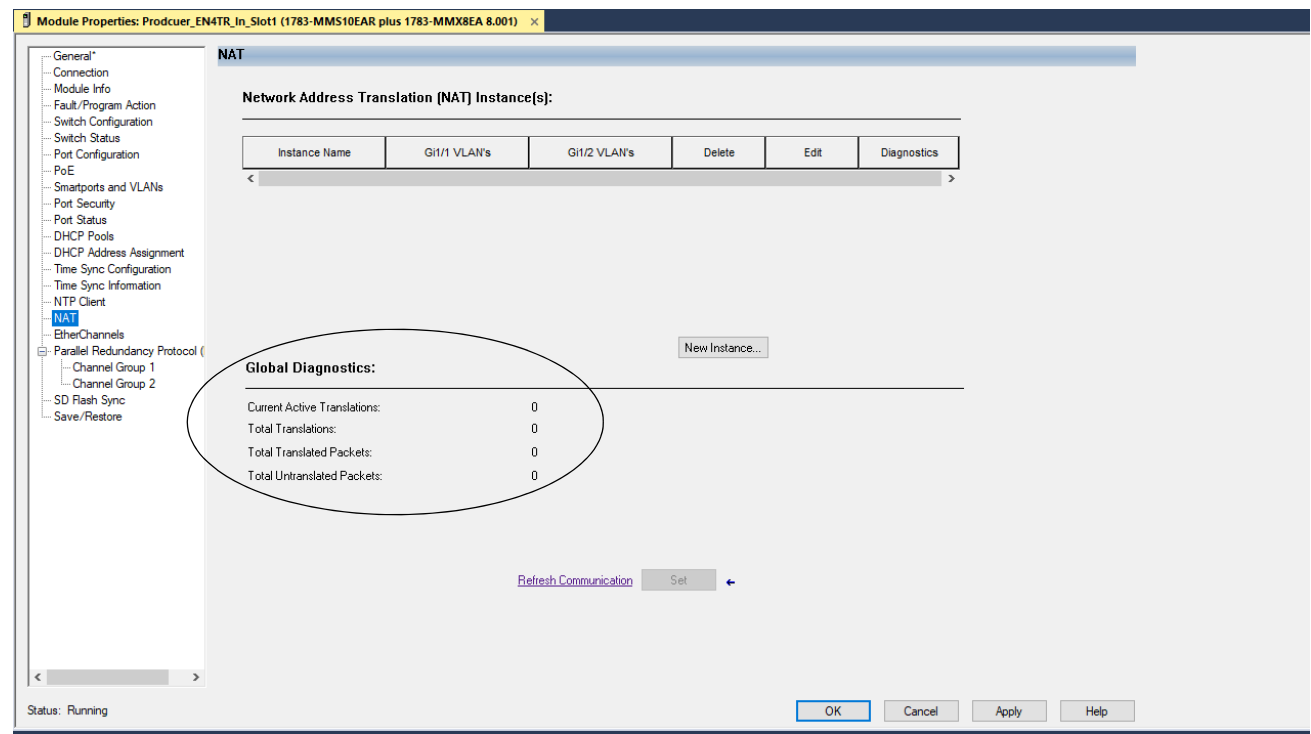 Module Properties: Prodcuer_EN4TR_In_Slot1 (1783-MMS10EAR plus 1783-MMX8EA 8.001) ×
General*
Connection
Module Info
Fault/Program Action
Switch Configuration
Switch Status
Port Configuration
PoE
Smartports and VLANs
Port Security
Port Status
DHCP Pools
DHCP Address Assignment
Time Sync Configuration
Time Sync Information
NTP Client
NAT
EtherChannels
Parallel Redundancy Protocol (
Channel Group 1
Channel Group 2
SD Flash Sync
Save/Restore
NAT
Network Address Translation (NAT) Instance(s):
Instance Name Gi1/1 VLAN's Gi1/2 VLAN's Delete Edit Diagnostics
New Instance...
Global Diagnostics:
Current Active Translations: 0
Total Translations: 0
Total Translated Packets: 0
Total Untranslated Packets: 0
Refresh Communication Set
Status: Running
OK Cancel Apply Help